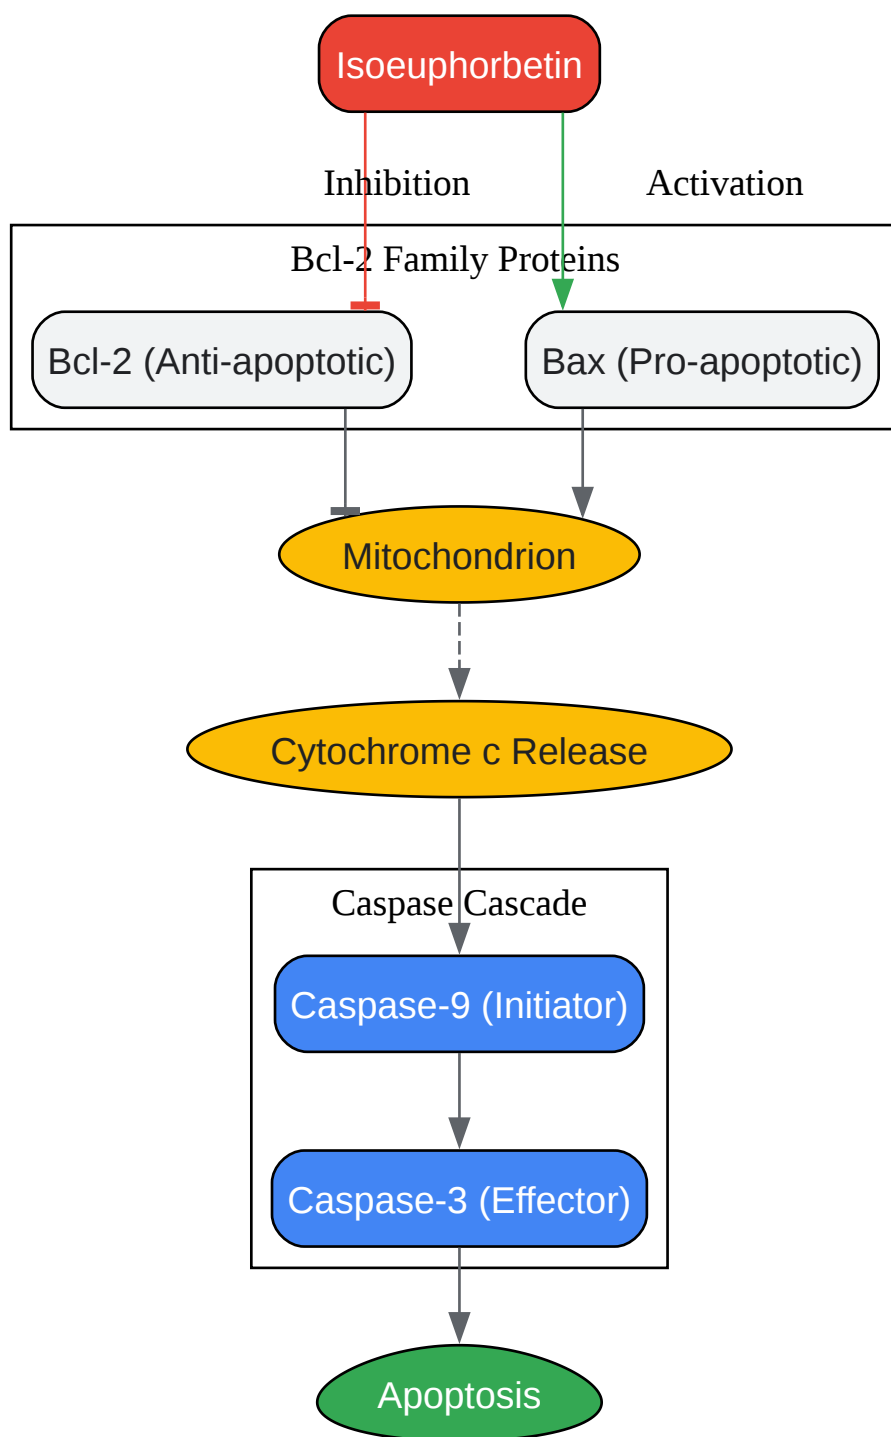 Isoeuphorbetin
Inhibition
Activation
Bcl-2 Family Proteins
Bcl-2 (Anti-apoptotic)
Bax (Pro-apoptotic)
Mitochondrion
Cytochrome c Release
Caspase Cascade
Caspase-9 (Initiator)
Caspase-3 (Effector)
Apoptosis